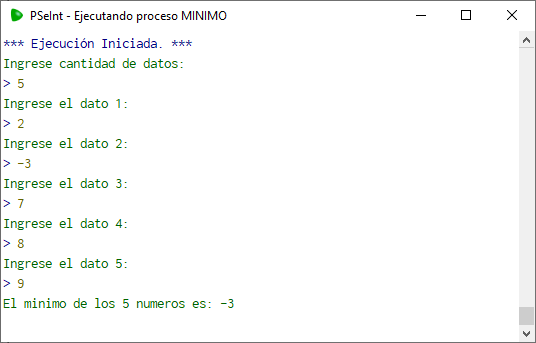 PSeInt - Ejecutando proceso MINIMO
*** Ejecución Iniciada. ***
Ingrese cantidad de datos:
> 5
Ingrese el dato 1:
> 2
Ingrese el dato 2:
> -3
Ingrese el dato 3:
> 7
Ingrese el dato 4:
> 8
Ingrese el dato 5:
> 9
El minimo de los 5 numeros es: -3